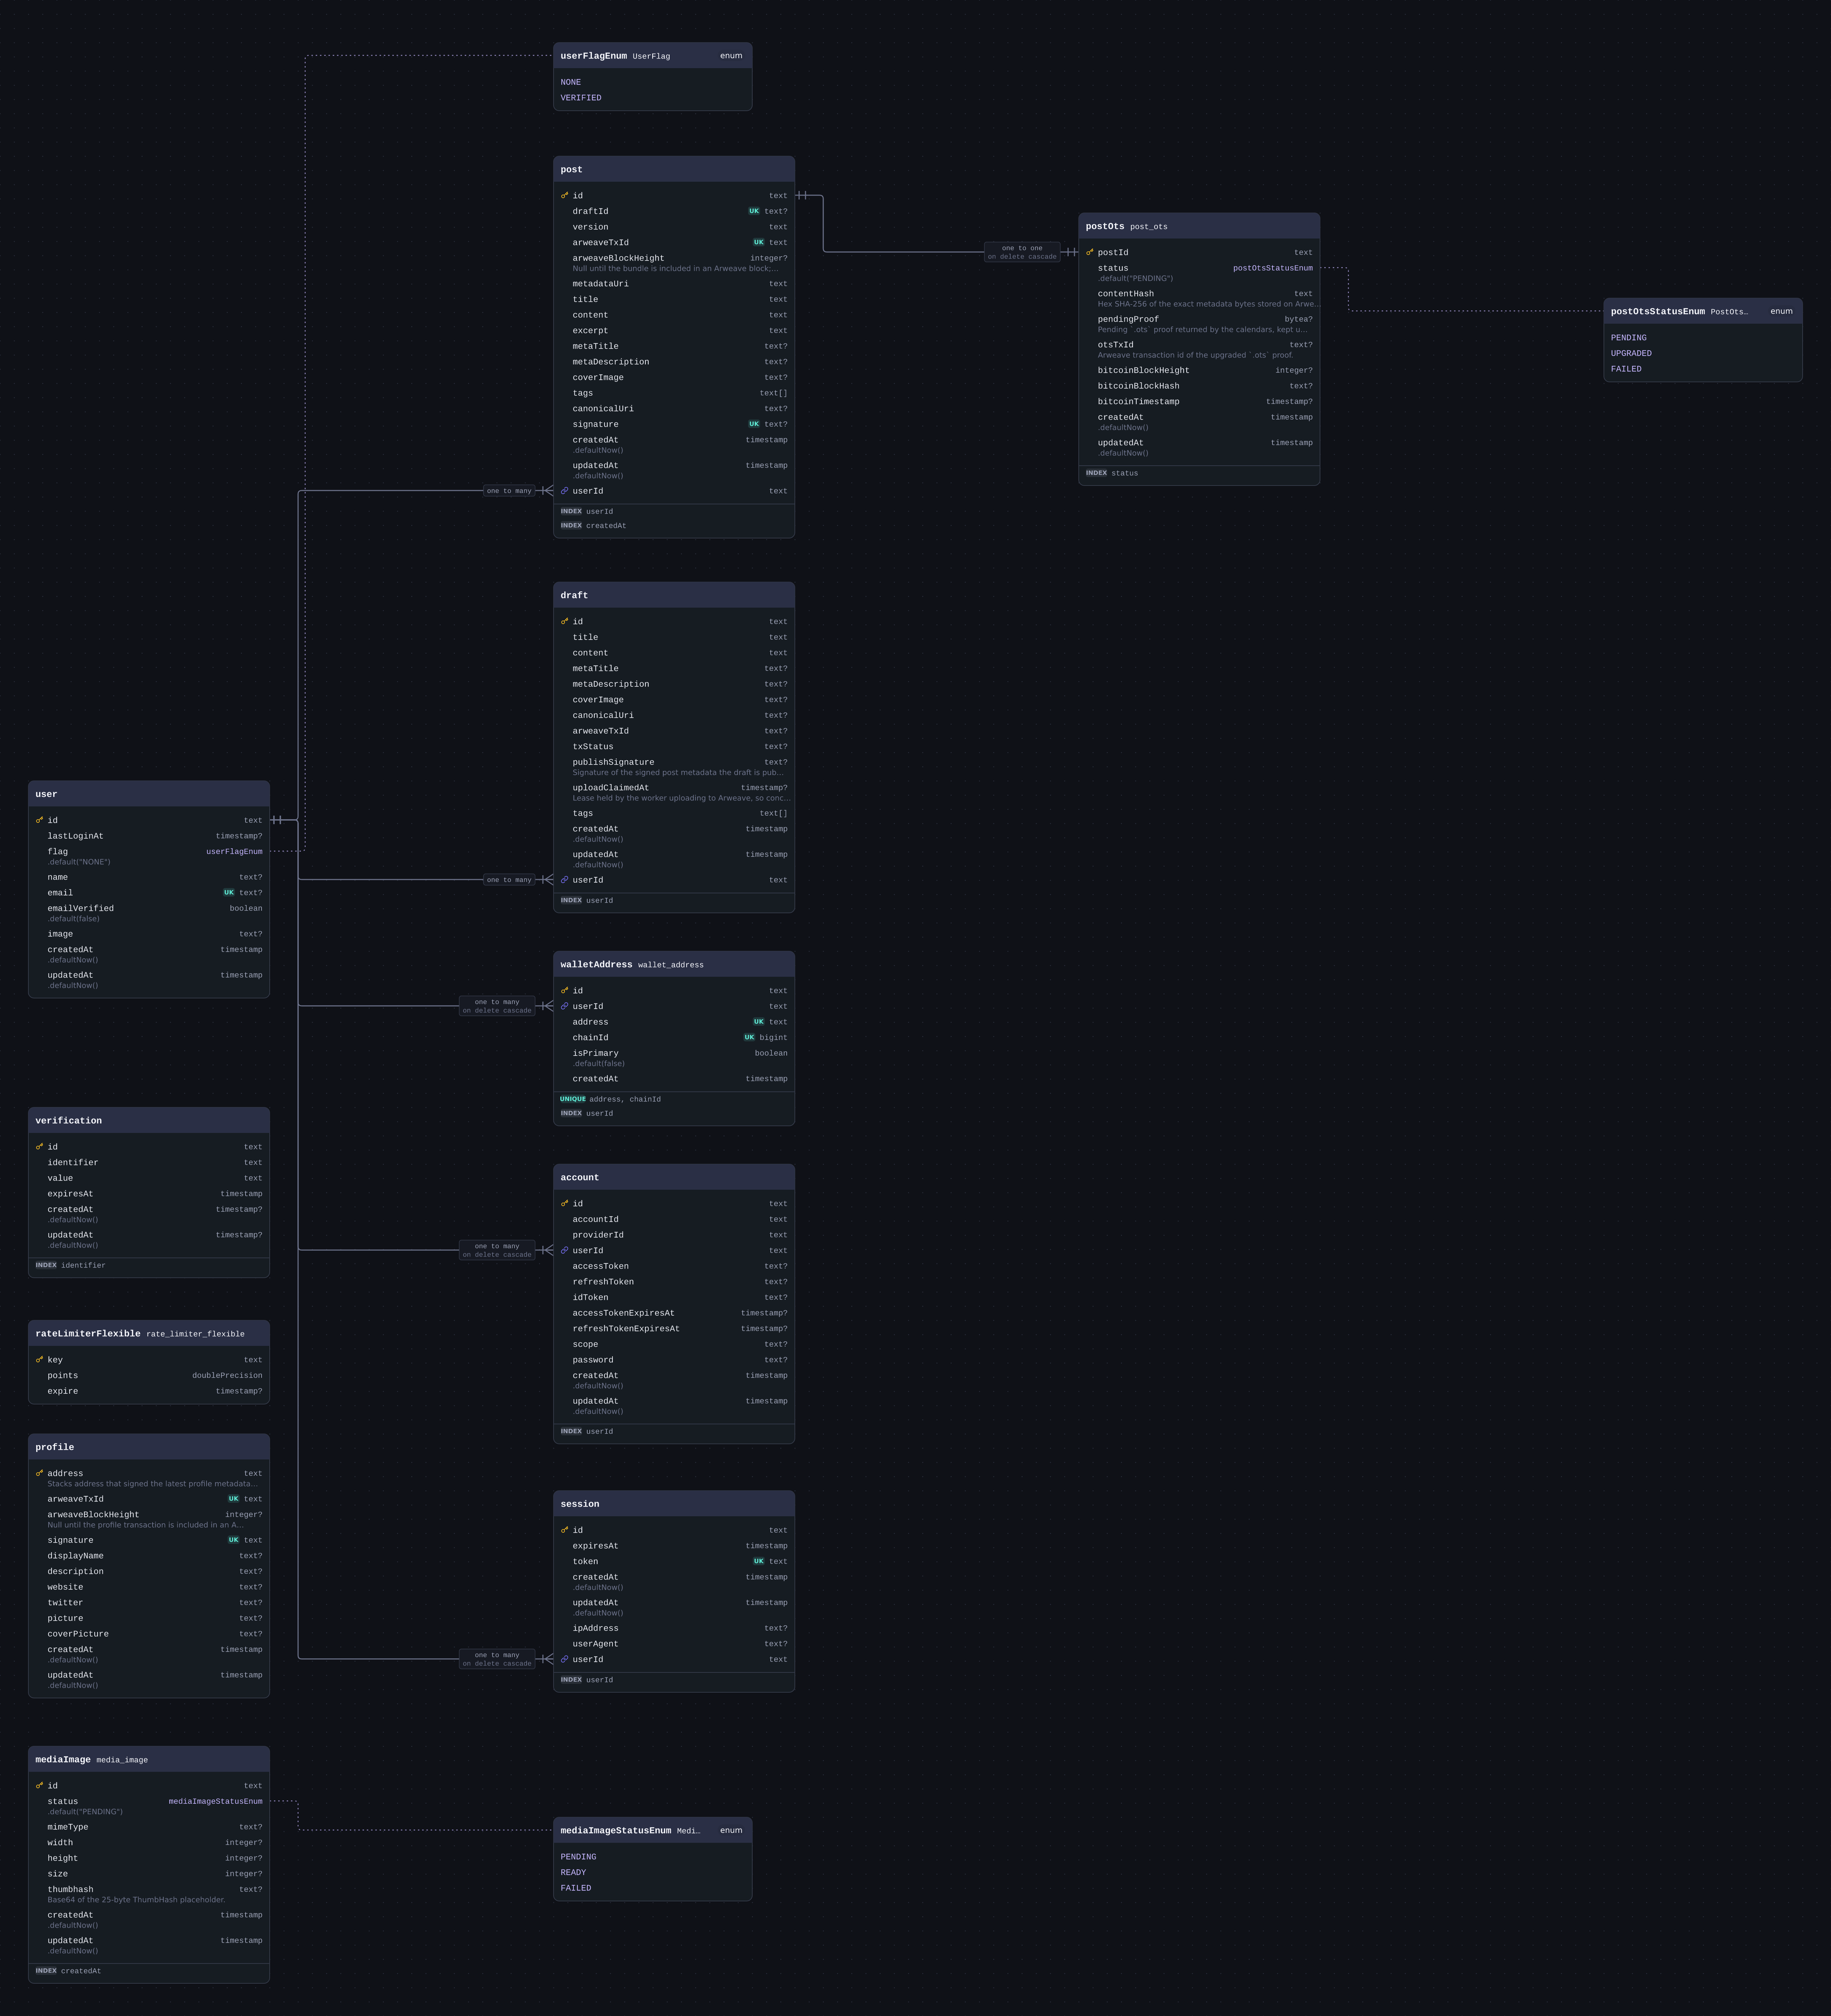 userFlagEnum UserFlag enum
NONE
VERIFIED
post
id text
draftId UK text?
version text
arweaveTxId UK text
arweaveBlockHeight integer?
Null until the bundle is included in an Arweave block;…
metadataUri text
title text
content text
excerpt text
metaTitle text?
metaDescription text?
coverImage text?
tags text[]
canonicalUri text?
signature UK text?
createdAt timestamp
.defaultNow()
updatedAt timestamp
.defaultNow()
one to many
userId text
INDEX userId
INDEX createdAt
one to one
on delete cascade
postOts post_ots
postId text
status postOtsStatusEnum
.default("PENDING")
contentHash text
Hex SHA-256 of the exact metadata bytes stored on Arwe…
pendingProof bytea?
Pending `.ots` proof returned by the calendars, kept u…
otsTxId text?
Arweave transaction id of the upgraded `.ots` proof.
bitcoinBlockHeight integer?
bitcoinBlockHash text?
bitcoinTimestamp timestamp?
createdAt timestamp
.defaultNow()
updatedAt timestamp
.defaultNow()
INDEX status
postOtsStatusEnum PostOts… enum
PENDING
UPGRADED
FAILED
draft
id text
title text
content text
metaTitle text?
metaDescription text?
coverImage text?
canonicalUri text?
arweaveTxId text?
txStatus text?
publishSignature text?
Signature of the signed post metadata the draft is pub…
uploadClaimedAt timestamp?
Lease held by the worker uploading to Arweave, so conc…
tags text[]
createdAt timestamp
.defaultNow()
updatedAt timestamp
.defaultNow()
one to many
userId text
INDEX userId
user
id text
lastLoginAt timestamp?
flag userFlagEnum
.default("NONE")
name text?
email UK text?
emailVerified boolean
.default(false)
image text?
createdAt timestamp
.defaultNow()
updatedAt timestamp
.defaultNow()
walletAddress wallet_address
id text
one to many
on delete cascade
userId text
address UK text
chainId UK bigint
isPrimary boolean
.default(false)
createdAt timestamp
UNIQUE address, chainId
INDEX userId
verification
id text
identifier text
value text
expiresAt timestamp
createdAt timestamp?
.defaultNow()
updatedAt timestamp?
.defaultNow()
INDEX identifier
account
id text
accountId text
providerId text
one to many
on delete cascade
userId text
accessToken text?
refreshToken text?
idToken text?
accessTokenExpiresAt timestamp?
refreshTokenExpiresAt timestamp?
scope text?
password text?
createdAt timestamp
.defaultNow()
updatedAt timestamp
.defaultNow()
INDEX userId
rateLimiterFlexible rate_limiter_flexible
key text
points doublePrecision
expire timestamp?
profile
address text
Stacks address that signed the latest profile metadata…
arweaveTxId UK text
arweaveBlockHeight integer?
Null until the profile transaction is included in an A…
signature UK text
displayName text?
description text?
website text?
twitter text?
picture text?
coverPicture text?
createdAt timestamp
.defaultNow()
updatedAt timestamp
.defaultNow()
session
id text
expiresAt timestamp
token UK text
createdAt timestamp
.defaultNow()
updatedAt timestamp
.defaultNow()
ipAddress text?
userAgent text?
one to many
on delete cascade
userId text
INDEX userId
mediaImage media_image
id text
status mediaImageStatusEnum
.default("PENDING")
mimeType text?
width integer?
height integer?
size integer?
thumbhash text?
Base64 of the 25-byte ThumbHash placeholder.
createdAt timestamp
.defaultNow()
updatedAt timestamp
.defaultNow()
INDEX createdAt
mediaImageStatusEnum Medi… enum
PENDING
READY
FAILED